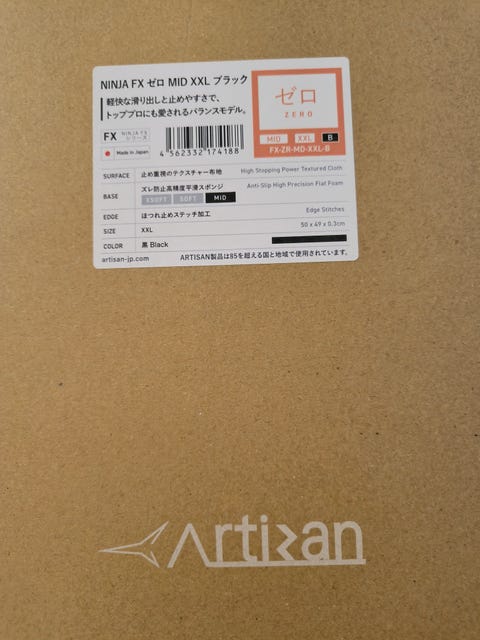 NINJA FX ゼロ MID XXL ブラック
軽快な滑り出しと止めやすさで、
トッププロにも愛されるバランスモデル。
FX NINJA FX シリーズ
Made in Japan
4 562332 174188
ゼロ
ZERO
MID XXL B
FX-ZR-MD-XXL-B
SURFACE 止め重視のテクスチャー布地 High Stopping Power Textured Cloth
BASE ズレ防止高精度平滑スポンジ Anti-Slip High Precision Flat Foam
XSOFT SOFT MID
EDGE ほつれ止めステッチ加工 Edge Stitches
SIZE XXL 50 x 49 x 0.3cm
COLOR 黒 Black
artisan-jp.com ARTISAN製品は85を超える国と地域で使用されています。
Artisan